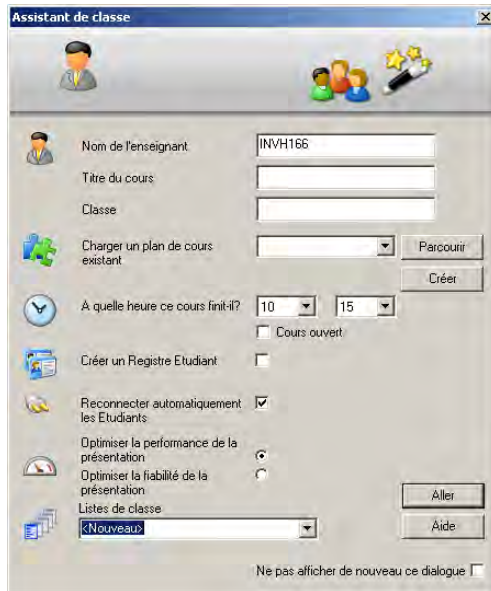 Assistant de classe
Nom de l'enseignant
INVH166
Titre du cours
Classe
Charger un plan de cours
existant
Parcourir
Créer
A quelle heure ce cours finit-il?
10
15
Cours ouvert
Créer un Registre Etudiant
Reconnecter automatiquement
les Etudiants
Optimiser la performance de la
présentation
Optimiser la fiabilité de la
présentation
Aller
Listes de classe
<Nouveau>
Aide
Ne pas afficher de nouveau ce dialogue